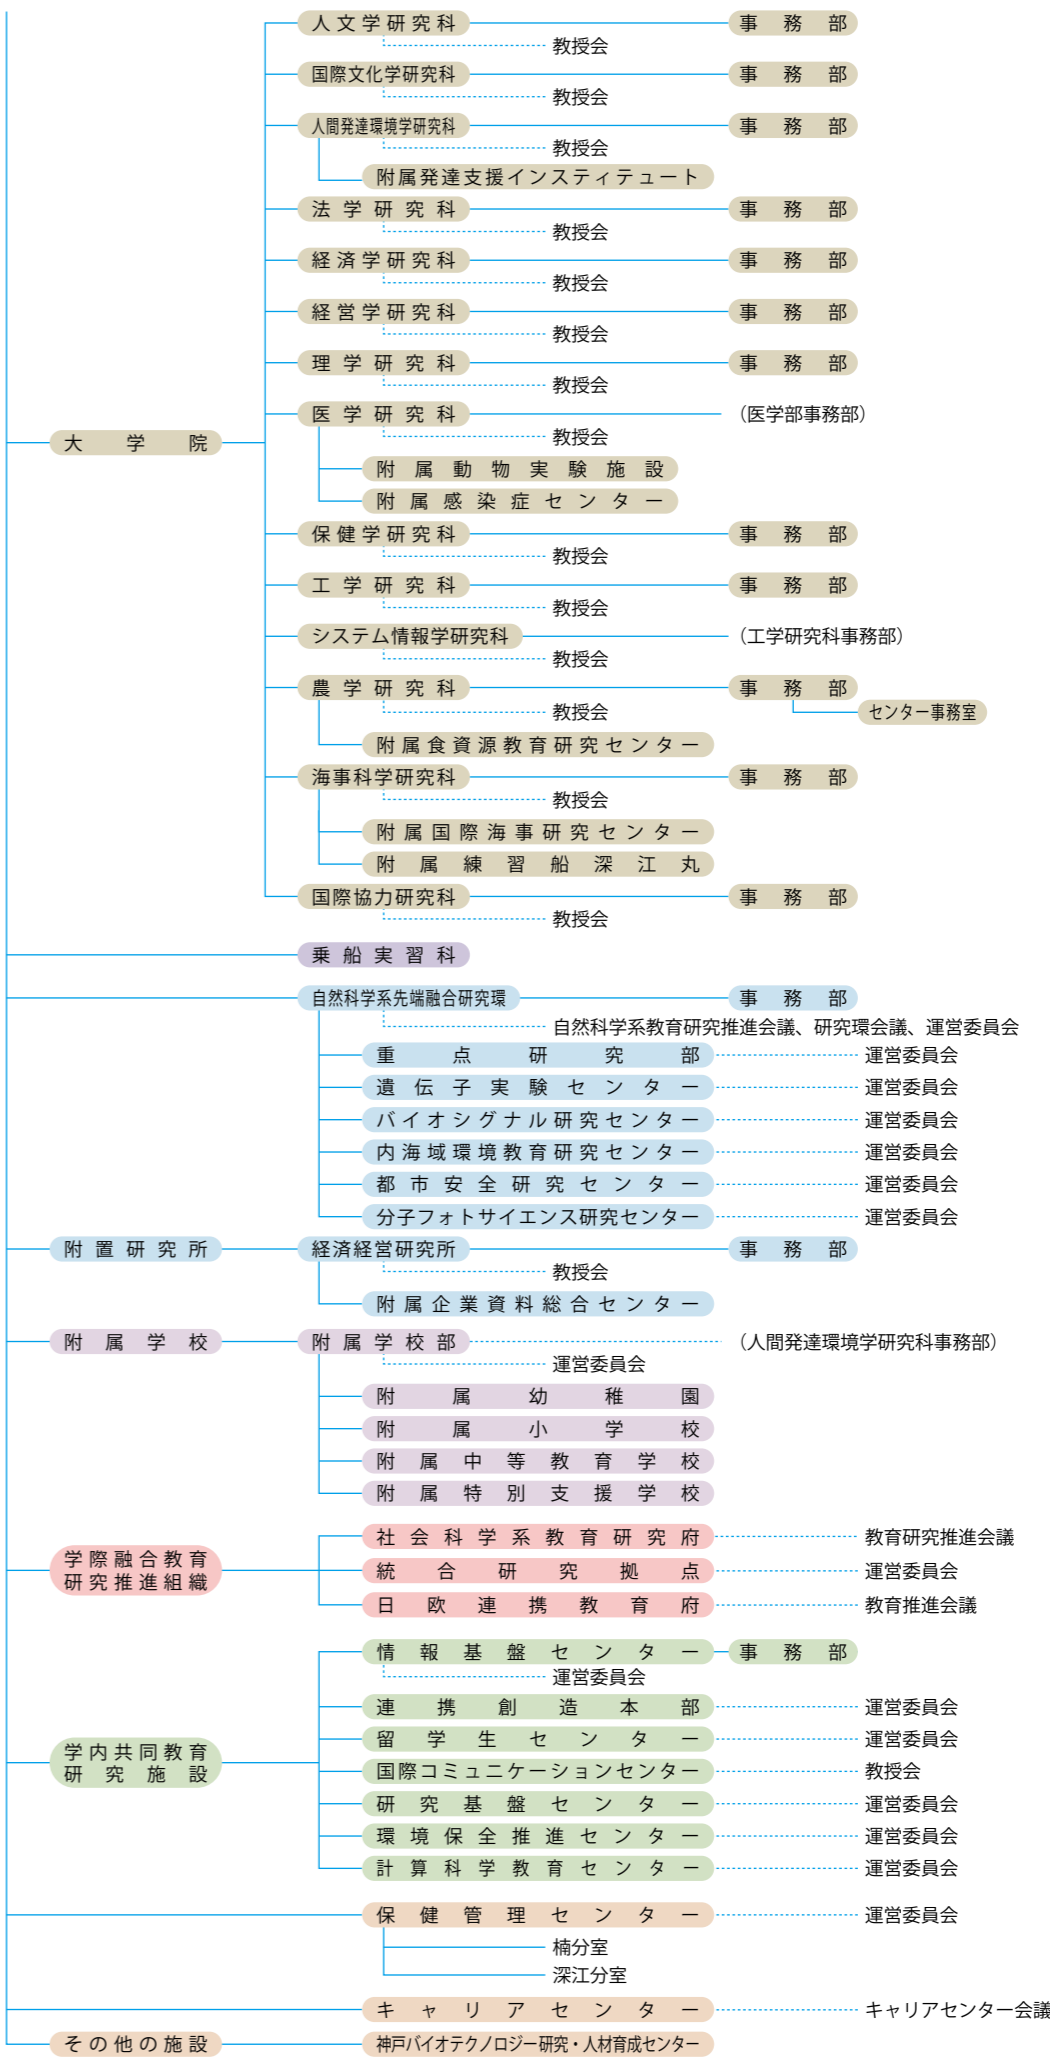 人文学研究科 事務部
教授会
国際文化学研究科 事務部
教授会
人間発達環境学研究科 事務部
教授会
附属発達支援インスティテュート
法学研究科 事務部
教授会
経済学研究科 事務部
教授会
経営学研究科 事務部
教授会
理学研究科 事務部
教授会
医学研究科 （医学部事務部）
教授会
大学院
附属動物実験施設
附属感染症センター
保健学研究科 事務部
教授会
工学研究科 事務部
教授会
システム情報学研究科 （工学研究科事務部）
教授会
農学研究科 事務部
教授会 センター事務室
附属食資源教育研究センター
海事科学研究科 事務部
教授会
附属国際海事研究センター
附属練習船深江丸
国際協力研究科 事務部
教授会
乗船実習科
自然科学系先端融合研究環 事務部
自然科学系教育研究推進会議、研究環会議、運営委員会
重点研究部 運営委員会
遺伝子実験センター 運営委員会
バイオシグナル研究センター 運営委員会
内海域環境教育研究センター 運営委員会
都市安全研究センター 運営委員会
分子フォトサイエンス研究センター 運営委員会
附置研究所 経済経営研究所 事務部
教授会
附属企業資料総合センター
附属学校 附属学校部 （人間発達環境学研究科事務部）
運営委員会
附属幼稚園
附属小学校
附属中等教育学校
附属特別支援学校
社会科学系教育研究府 教育研究推進会議
学際融合教育
研究推進組織
統合研究拠点 運営委員会
日欧連携教育府 教育推進会議
情報基盤センター 事務部
運営委員会
連携創造本部 運営委員会
留学生センター 運営委員会
学内共同教育
研究施設
国際コミュニケーションセンター 教授会
研究基盤センター 運営委員会
環境保全推進センター 運営委員会
計算科学教育センター 運営委員会
保健管理センター 運営委員会
楠分室
深江分室
キャリアセンター キャリアセンター会議
その他の施設 神戸バイオテクノロジー研究・人材育成センター